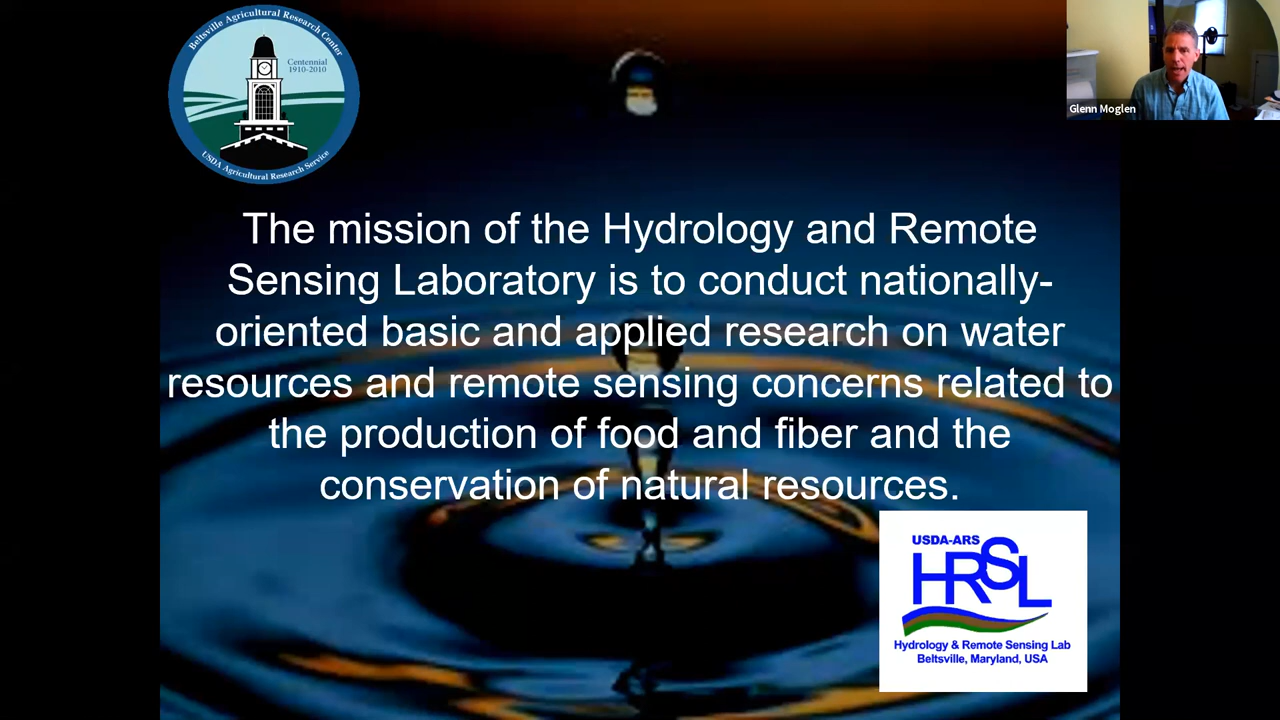 Beltsville Agricultural Research Center
Centennial
1910-2010
USDA Agricultural Research Service
Glenn Moglen
The mission of the Hydrology and Remote
Sensing Laboratory is to conduct nationally-
oriented basic and applied research on water
resources and remote sensing concerns related to
the production of food and fiber and the
conservation of natural resources.
USDA-ARS
HRSL
Hydrology & Remote Sensing Lab
Beltsville, Maryland, USA